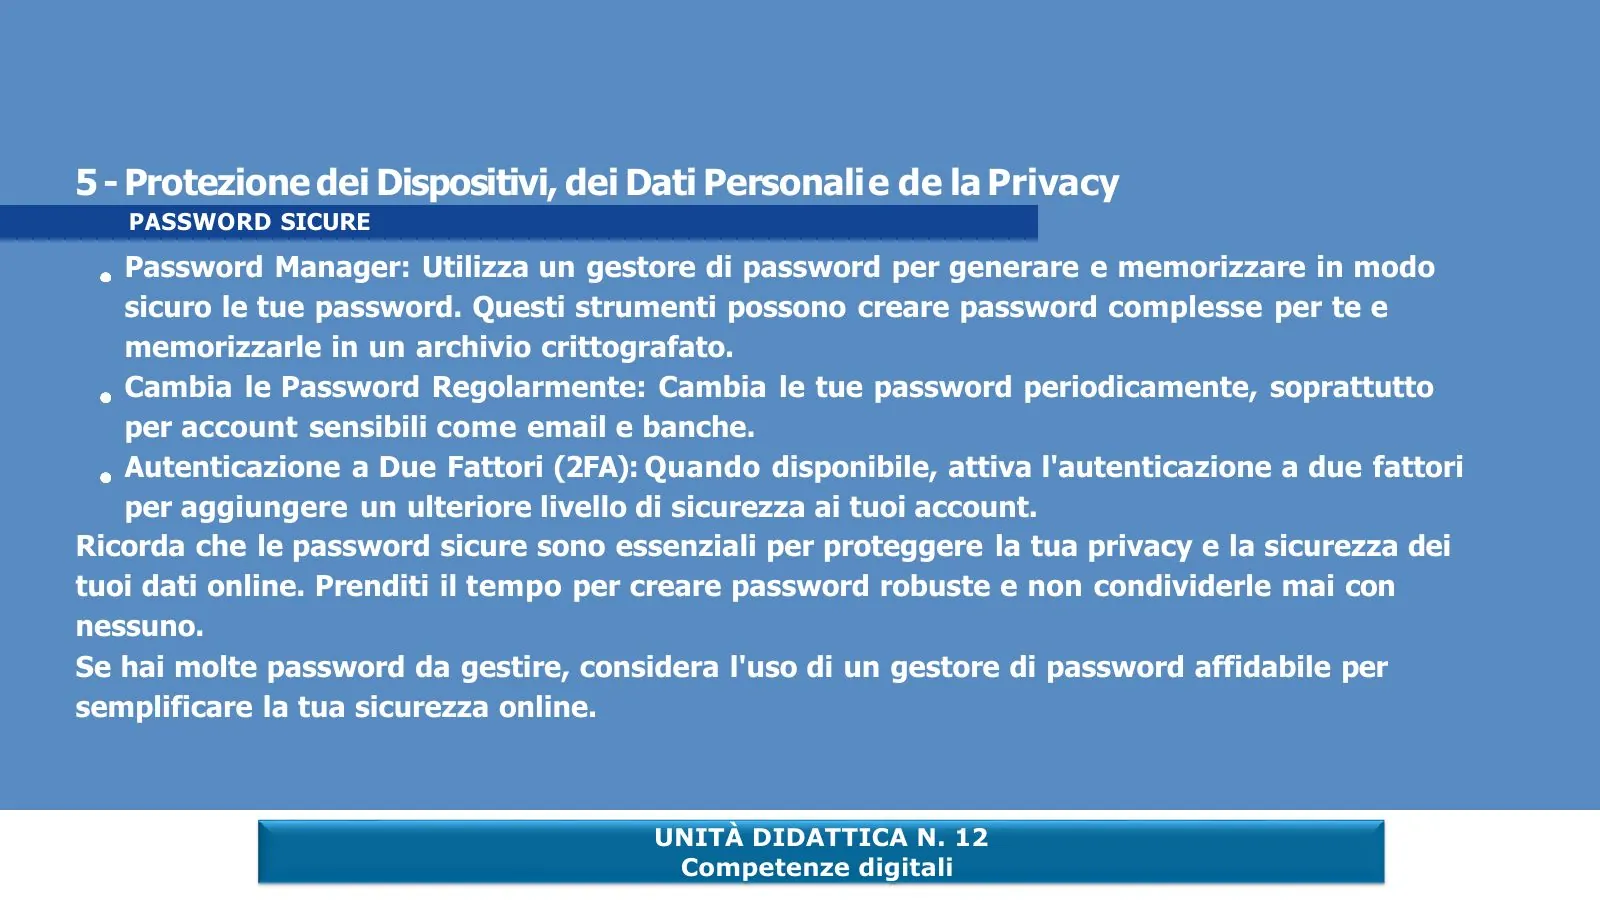 5 - Protezione dei Dispositivi, dei Dati Personali e de la Privacy
PASSWORD SICURE
• Password Manager: Utilizza un gestore di password per generare e memorizzare in modo
sicuro le tue password. Questi strumenti possono creare password complesse per te e
memorizzarle in un archivio crittografato.
• Cambia le Password Regolarmente: Cambia le tue password periodicamente, soprattutto
per account sensibili come email e banche.
• Autenticazione a Due Fattori (2FA): Quando disponibile, attiva l'autenticazione a due fattori
per aggiungere un ulteriore livello di sicurezza ai tuoi account.
Ricorda che le password sicure sono essenziali per proteggere la tua privacy e la sicurezza dei
tuoi dati online. Prenditi il tempo per creare password robuste e non condividerle mai con
nessuno.
Se hai molte password da gestire, considera l'uso di un gestore di password affidabile per
semplificare la tua sicurezza online.
UNITÀ DIDATTICA N. 12
Competenze digitali